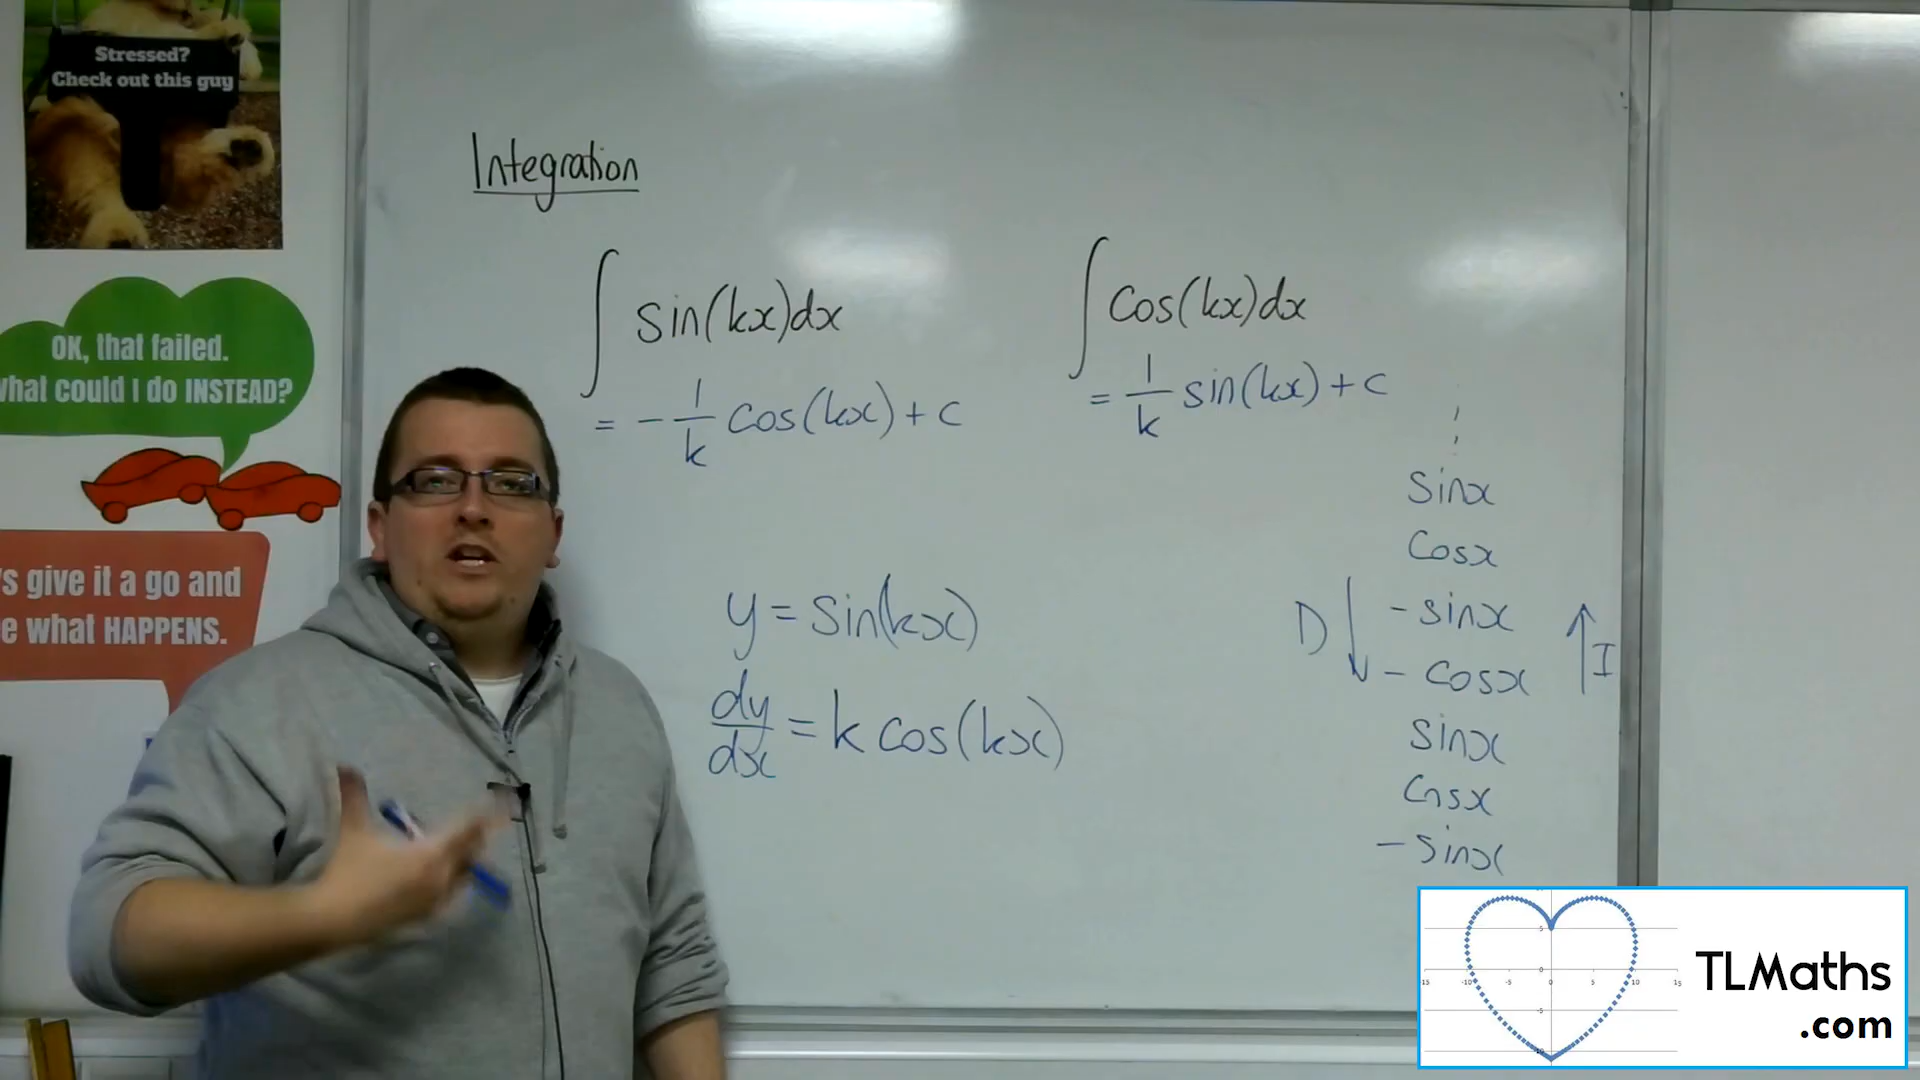 Stressed?
Check out this guy
OK, that failed.
What could I do INSTEAD?
's give it a go and
e what HAPPENS.
Integration
∫ sin(kx)dx
= - 1/k cos(kx) + c
∫ cos(kx)dx
= 1/k sin(kx) + c
y = sin(kx)
dy/dx = k cos(kx)
sinx
cosx
- sinx
- cosx
sinx
cosx
- sinx
D ↓
↑ I
TLMaths
.com